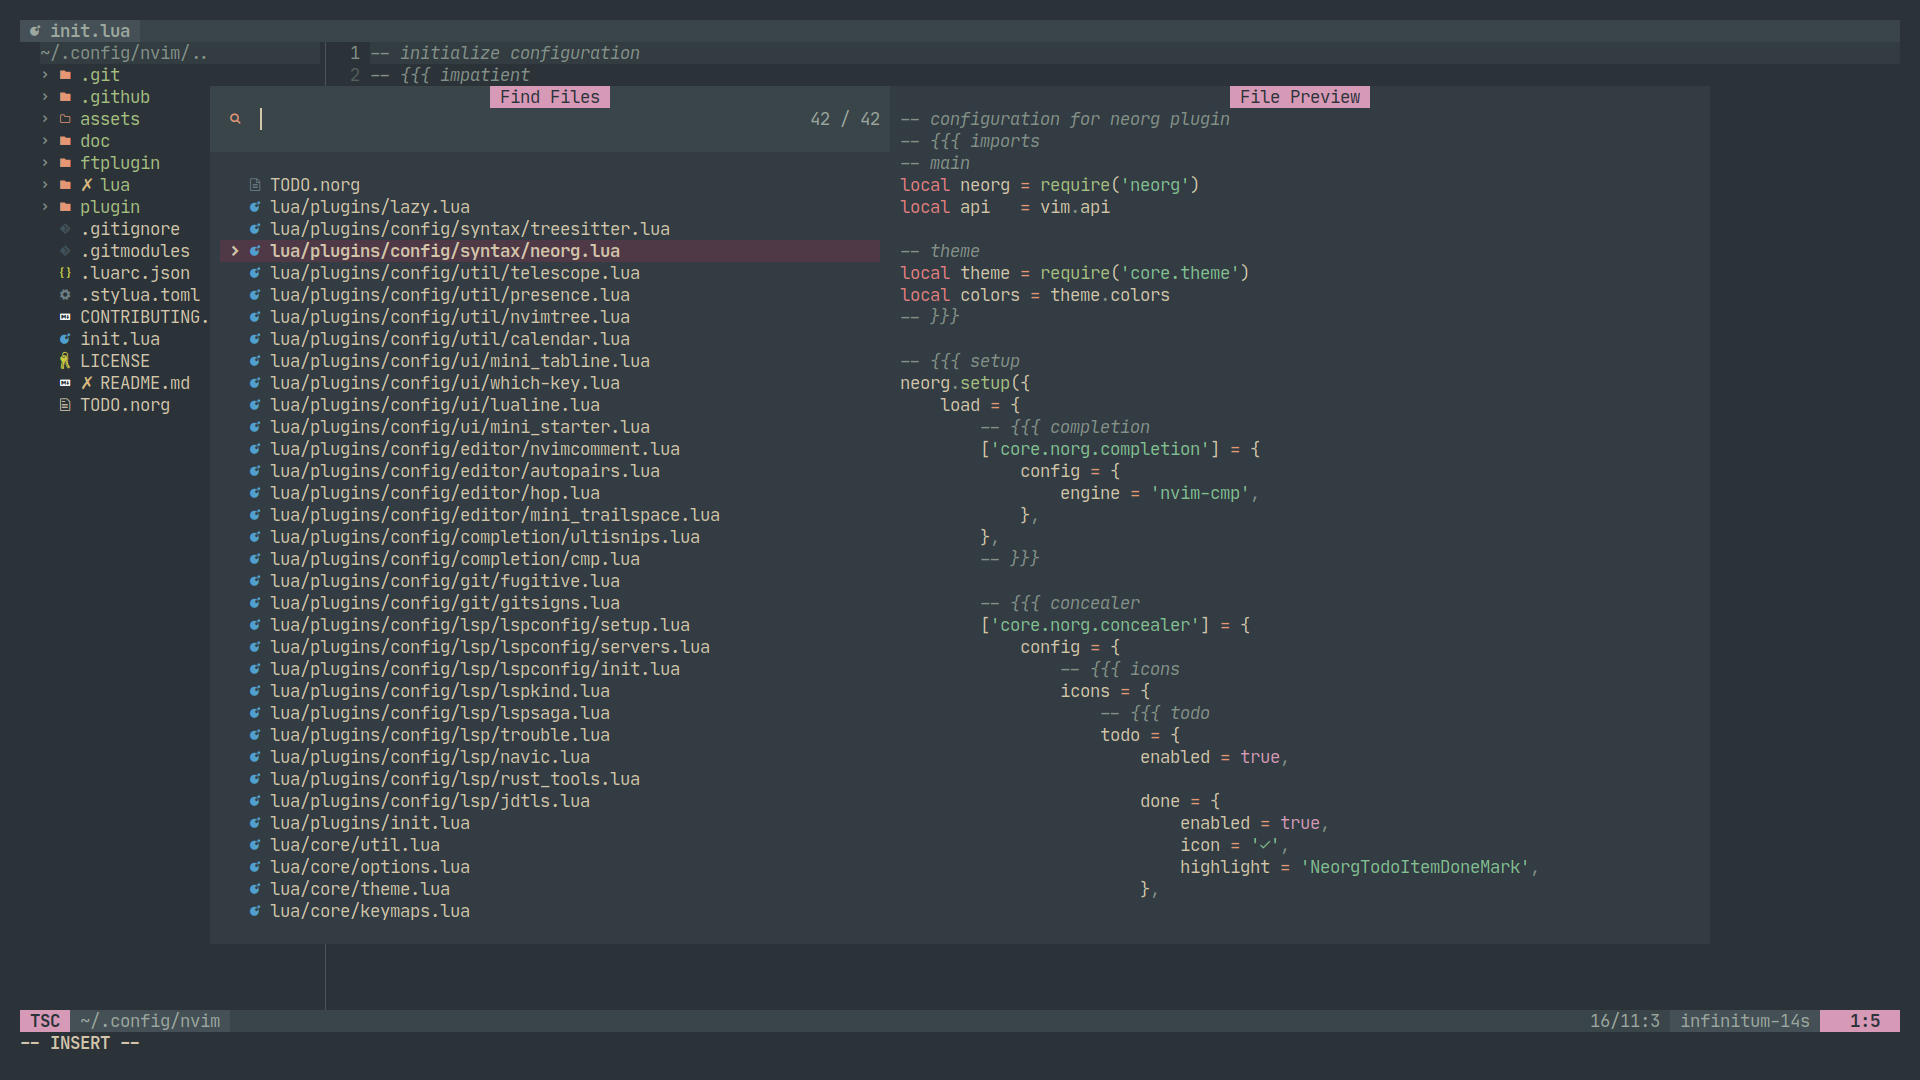 init.lua
~/.config/nvim/..
.git
.github
assets
doc
ftplugin
✗ lua
plugin
.gitignore
.gitmodules
{} .luarc.json
.stylua.toml
CONTRIBUTING.
init.lua
LICENSE
✗ README.md
TODO.norg
1 -- initialize configuration
2 -- {{{ impatient
Find Files
42 / 42
TODO.norg
lua/plugins/lazy.lua
lua/plugins/config/syntax/treesitter.lua
> lua/plugins/config/syntax/neorg.lua
lua/plugins/config/util/telescope.lua
lua/plugins/config/util/presence.lua
lua/plugins/config/util/nvimtree.lua
lua/plugins/config/util/calendar.lua
lua/plugins/config/ui/mini_tabline.lua
lua/plugins/config/ui/which-key.lua
lua/plugins/config/ui/lualine.lua
lua/plugins/config/ui/mini_starter.lua
lua/plugins/config/editor/nvimcomment.lua
lua/plugins/config/editor/autopairs.lua
lua/plugins/config/editor/hop.lua
lua/plugins/config/editor/mini_trailspace.lua
lua/plugins/config/completion/ultisnips.lua
lua/plugins/config/completion/cmp.lua
lua/plugins/config/git/fugitive.lua
lua/plugins/config/git/gitsigns.lua
lua/plugins/config/lsp/lspconfig/setup.lua
lua/plugins/config/lsp/lspconfig/servers.lua
lua/plugins/config/lsp/lspconfig/init.lua
lua/plugins/config/lsp/lspkind.lua
lua/plugins/config/lsp/lspsaga.lua
lua/plugins/config/lsp/trouble.lua
lua/plugins/config/lsp/navic.lua
lua/plugins/config/lsp/rust_tools.lua
lua/plugins/config/lsp/jdtls.lua
lua/plugins/init.lua
lua/core/util.lua
lua/core/options.lua
lua/core/theme.lua
lua/core/keymaps.lua
File Preview
-- configuration for neorg plugin
-- {{{ imports
-- main
local neorg = require('neorg')
local api   = vim.api
-- theme
local theme = require('core.theme')
local colors = theme.colors
-- }}}
-- {{{ setup
neorg.setup({
    load = {
        -- {{{ completion
        ['core.norg.completion'] = {
            config = {
                engine = 'nvim-cmp',
            },
        },
        -- }}}
        -- {{{ concealer
        ['core.norg.concealer'] = {
            config = {
                -- {{{ icons
                icons = {
                    -- {{{ todo
                    todo = {
                        enabled = true,
                        done = {
                            enabled = true,
                            icon = '✓',
                            highlight = 'NeorgTodoItemDoneMark',
                        },
TSC ~/.config/nvim
16/11:3 infinitum-14s 1:5
-- INSERT --